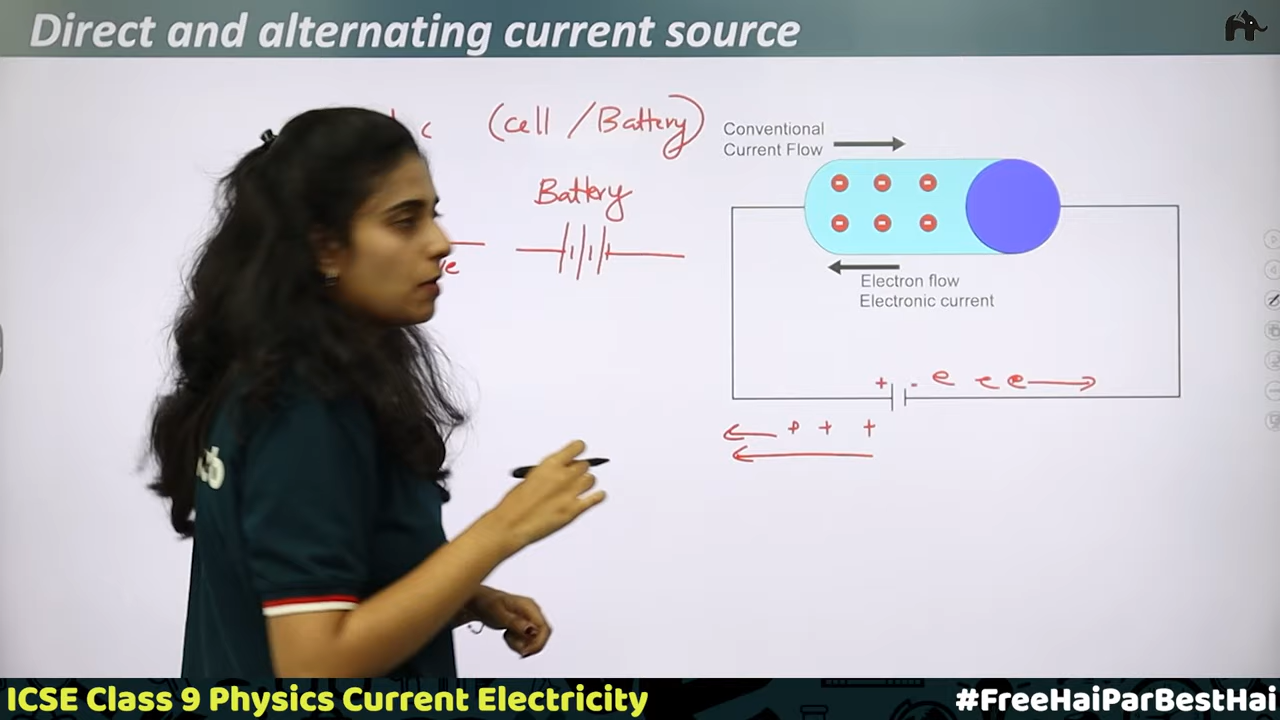 Direct and alternating current source
c (cell / Battery)
Battery
ve
Conventional
Current Flow
- - -
- - -
Electron flow
Electronic current
+ - e e e
+ + +
ICSE Class 9 Physics Current Electricity
#FreeHaiParBestHai